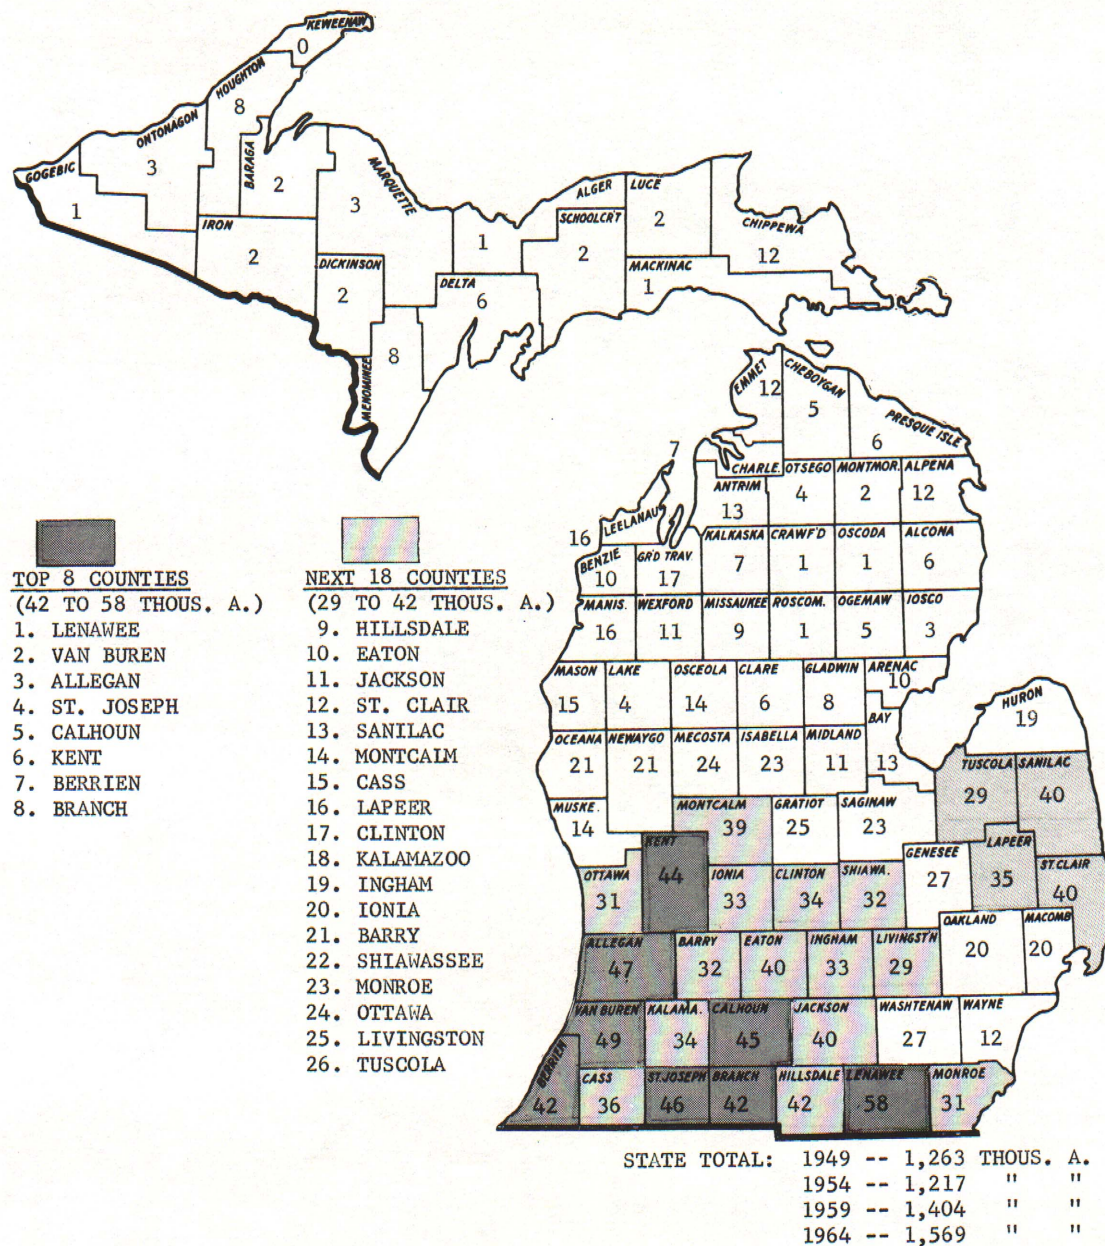 KEWEENAW
0
HOUGHTON
8
ONTONAGON
3
BARAGA
2
GOGEBIC
1
MARQUETTE
3
IRON
2
ALGER
1
LUCE
2
SCHOOLCR'T
2
CHIPPEWA
12
DICKINSON
2
MACKINAC
1
DELTA
6
MENOMINEE
8
EMMET
12
CHEBOYGAN
5
PRESQUE ISLE
6
7
CHARLE.
OTSEGO
4
MONTMOR.
2
ALPENA
12
ANTRIM
13
LEELANAU
16
BENZIE
10
GR'D TRAV.
17
KALKASKA
7
CRAWF'D
1
OSCODA
1
ALCONA
6
MANIS.
16
WEXFORD
11
MISSAUKEE
9
ROSCOM.
1
OGEMAW
5
IOSCO
3
MASON
15
LAKE
4
OSCEOLA
14
CLARE
6
GLADWIN
8
ARENAC
10
HURON
19
OCEANA
21
NEWAYGO
21
MECOSTA
24
ISABELLA
23
MIDLAND
11
BAY
13
TUSCOLA
29
SANILAC
40
MUSKE.
14
MONTCALM
39
GRATIOT
25
SAGINAW
23
KENT
44
GENESEE
27
LAPEER
35
ST.CLAIR
40
OTTAWA
31
IONIA
33
CLINTON
34
SHIAWA.
32
OAKLAND
20
MACOMB
20
ALLEGAN
47
BARRY
32
EATON
40
INGHAM
33
LIVINGST'N
29
VAN BUREN
49
KALAMA.
34
CALHOUN
45
JACKSON
40
WASHTENAW
27
WAYNE
12
BERRIEN
42
CASS
36
ST.JOSEPH
46
BRANCH
42
HILLSDALE
42
LENAWEE
58
MONROE
31
TOP 8 COUNTIES
(42 TO 58 THOUS. A.)
1. LENAWEE
2. VAN BUREN
3. ALLEGAN
4. ST. JOSEPH
5. CALHOUN
6. KENT
7. BERRIEN
8. BRANCH
NEXT 18 COUNTIES
(29 TO 42 THOUS. A.)
9. HILLSDALE
10. EATON
11. JACKSON
12. ST. CLAIR
13. SANILAC
14. MONTCALM
15. CASS
16. LAPEER
17. CLINTON
18. KALAMAZOO
19. INGHAM
20. IONIA
21. BARRY
22. SHIAWASSEE
23. MONROE
24. OTTAWA
25. LIVINGSTON
26. TUSCOLA
STATE TOTAL: 1949 -- 1,263 THOUS. A.
1954 -- 1,217 " "
1959 -- 1,404 " "
1964 -- 1,569 " "